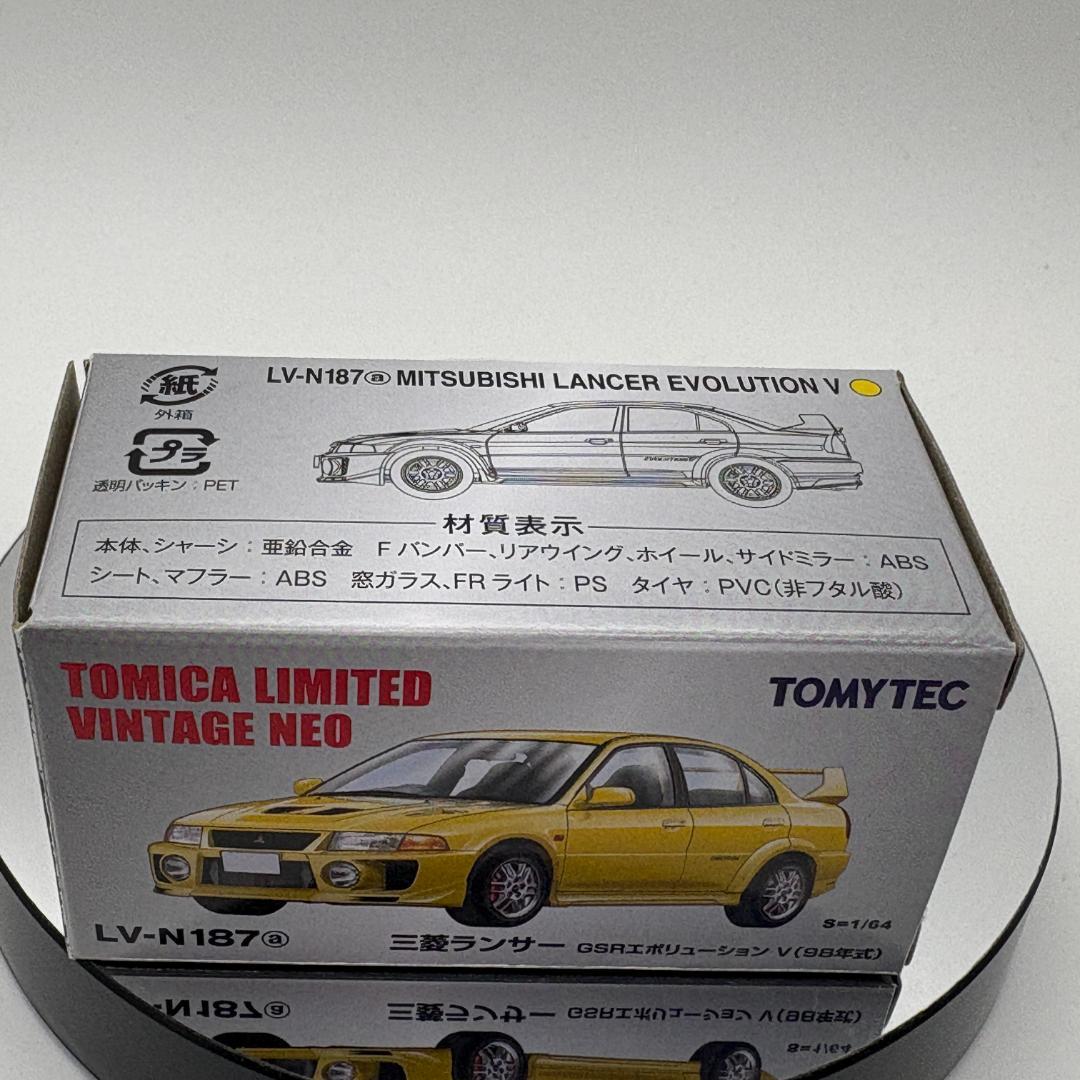 紙
外箱
プラ
透明パッキン：PET
LV-N187ⓐ MITSUBISHI LANCER EVOLUTION V
材質表示
本体、シャーシ：亜鉛合金　Fバンパー、リアウイング、ホイール、サイドミラー：ABS
シート、マフラー：ABS　窓ガラス、FRライト：PS　タイヤ：PVC（非フタル酸）
TOMICA LIMITED
VINTAGE NEO
TOMYTEC
S=1/64
LV-N187ⓐ　三菱ランサー　GSRエボリューション V（98年式）